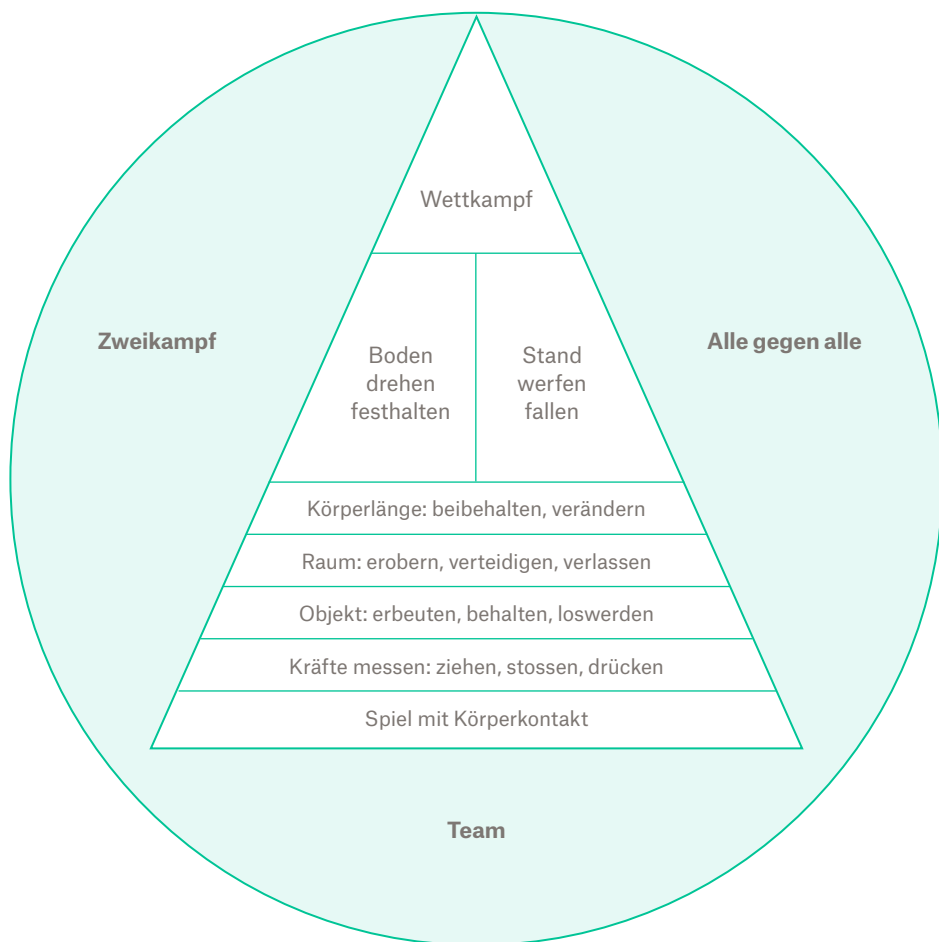 Wettkampf
Zweikampf
Alle gegen alle
Boden
drehen
festhalten
Stand
werfen
fallen
Körperlänge: beibehalten, verändern
Raum: erobern, verteidigen, verlassen
Objekt: erbeuten, behalten, loswerden
Kräfte messen: ziehen, stossen, drücken
Spiel mit Körperkontakt
Team